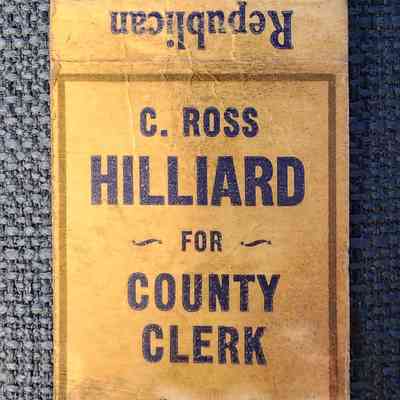 Republican
C. ROSS
HILLIARD
~ FOR ~
COUNTY
CLERK